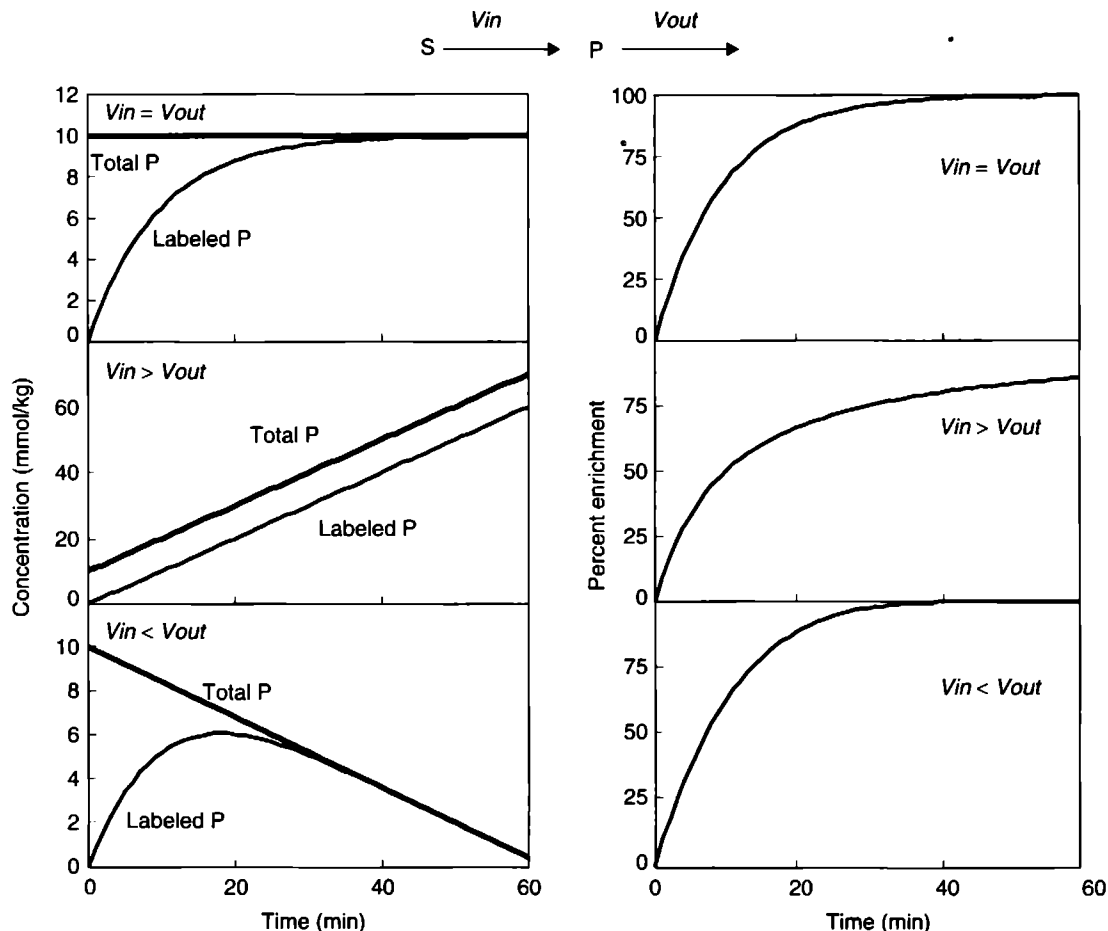 Vin Vout
S P
Vin = Vout
Total P
Labeled P
12
10
8
6
4
2
0
Vin > Vout
Total P
Labeled P
60
40
20
0
Vin < Vout
Total P
Labeled P
10
8
6
4
2
0
Concentration (mmol/kg)
0 20 40 60
Time (min)
100
75
50
25
0
Vin = Vout
75
50
25
0
Vin > Vout
75
50
25
0
Vin < Vout
Percent enrichment
0 20 40 60
Time (min)